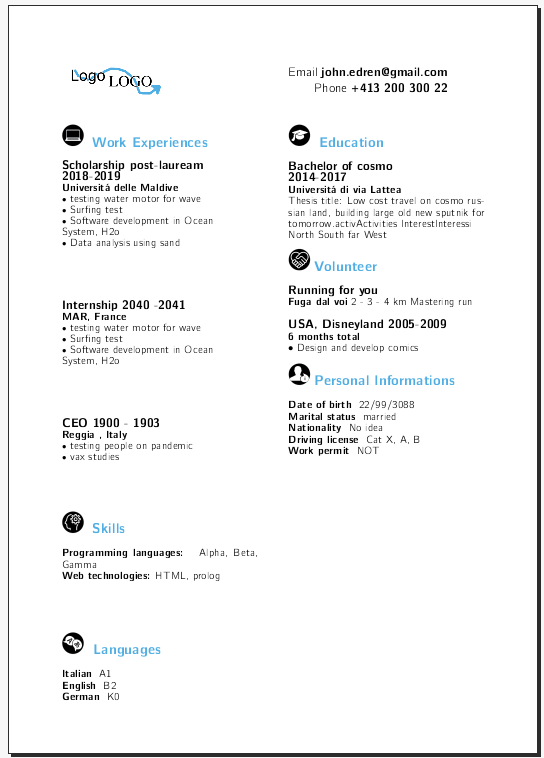 Logo LOGO
Email john.edren@gmail.com
Phone +413 200 300 22
Work Experiences
Scholarship post-lauream
2018-2019
Universitá delle Maldive
• testing water motor for wave
• Surfing test
• Software development in Ocean
System, H2o
• Data analysis using sand
Internship 2040 -2041
MAR, France
• testing water motor for wave
• Surfing test
• Software development in Ocean
System, H2o
CEO 1900 - 1903
Reggia , Italy
• testing people on pandemic
• vax studies
Skills
Programming languages: Alpha, Beta,
Gamma
Web technologies: HTML, prolog
Languages
Italian A1
English B2
German K0
Education
Bachelor of cosmo
2014-2017
Universitá di via Lattea
Thesis title: Low cost travel on cosmo rus-
sian land, building large old new sputnik for
tomorrow.activActivities InterestInteressi
North South far West
Volunteer
Running for you
Fuga dal voi 2 - 3 - 4 km Mastering run
USA, Disneyland 2005-2009
6 months total
• Design and develop comics
Personal Informations
Date of birth 22/99/3088
Marital status married
Nationality No idea
Driving license Cat X, A, B
Work permit NOT